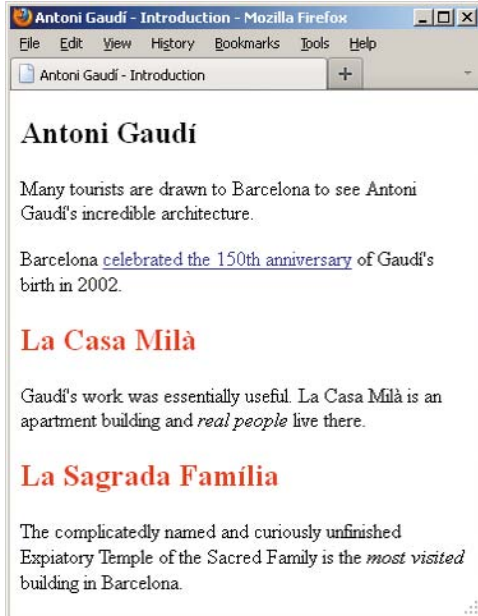 Antoni Gaudí - Introduction - Mozilla Firefox
File Edit View History Bookmarks Tools Help
Antoni Gaudí - Introduction
Antoni Gaudí
Many tourists are drawn to Barcelona to see Antoni
Gaudí's incredible architecture.
Barcelona celebrated the 150th anniversary of Gaudí's
birth in 2002.
La Casa Milà
Gaudí's work was essentially useful. La Casa Milà is an
apartment building and real people live there.
La Sagrada Família
The complicatedly named and curiously unfinished
Expiatory Temple of the Sacred Family is the most visited
building in Barcelona.